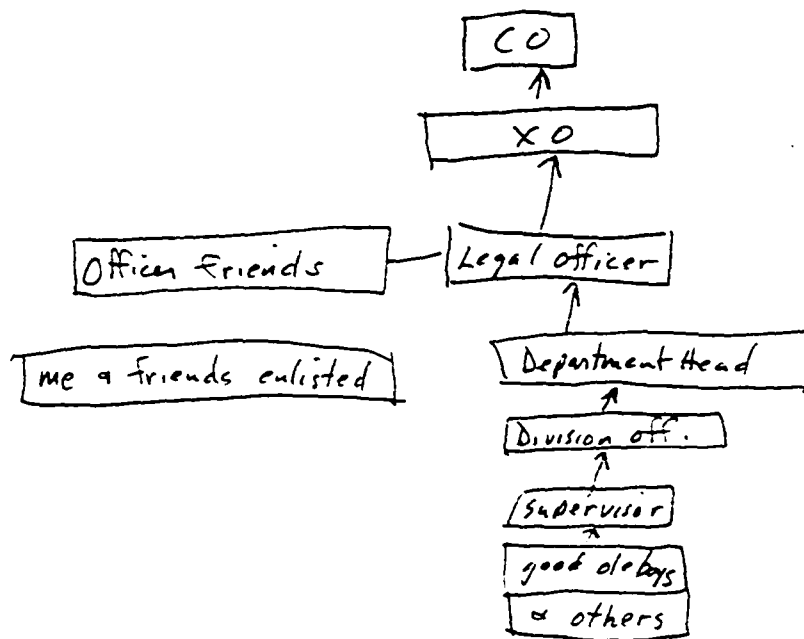 CO
XO
Officer friends
Legal officer
me & friends enlisted
Department Head
Division off.
Supervisor
good ole boys
& others